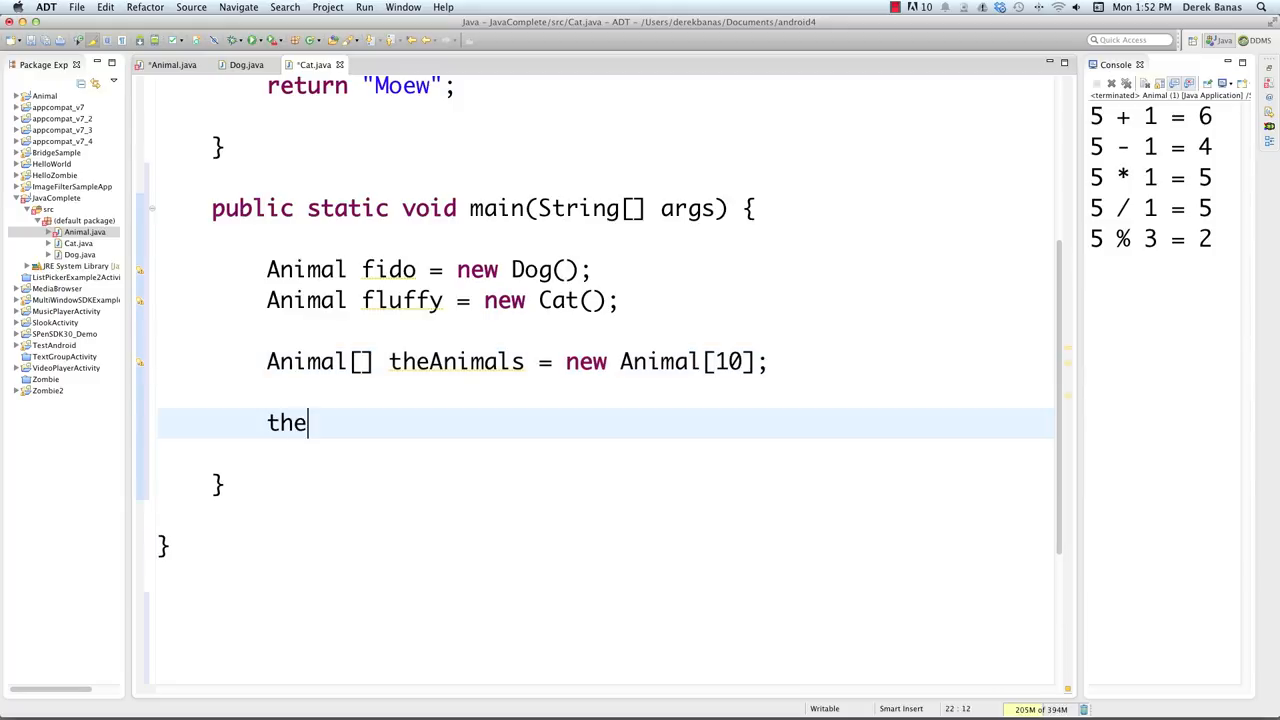 ADT File Edit Refactor Source Navigate Search Project Run Window Help 10 Mon 1:52 PM Derek Banas
Java - JavaComplete/src/Cat.java - ADT - /Users/derekbanas/Documents/android4
Quick Access Java DDMS
Package Exp
*Animal.java Dog.java *Cat.java
Console
<terminated> Animal (1) [Java Application] /S
Animal
appcompat_v7
appcompat_v7_2
appcompat_v7_3
appcompat_v7_4
BridgeSample
HelloWorld
HelloZombie
ImageFilterSampleApp
JavaComplete
src
(default package)
Animal.java
Cat.java
Dog.java
JRE System Library [Ja
ListPickerExample2Activi
MediaBrowser
MultiWindowSDKExample
MusicPlayerActivity
SlookActivity
SPenSDK30_Demo
TestAndroid
TextGroupActivity
VideoPlayerActivity
Zombie
Zombie2
return "Moew";
}
public static void main(String[] args) {
Animal fido = new Dog();
Animal fluffy = new Cat();
Animal[] theAnimals = new Animal[10];
the
}
}
5 + 1 = 6
5 - 1 = 4
5 * 1 = 5
5 / 1 = 5
5 % 3 = 2
Writable Smart Insert 22 : 12 205M of 394M